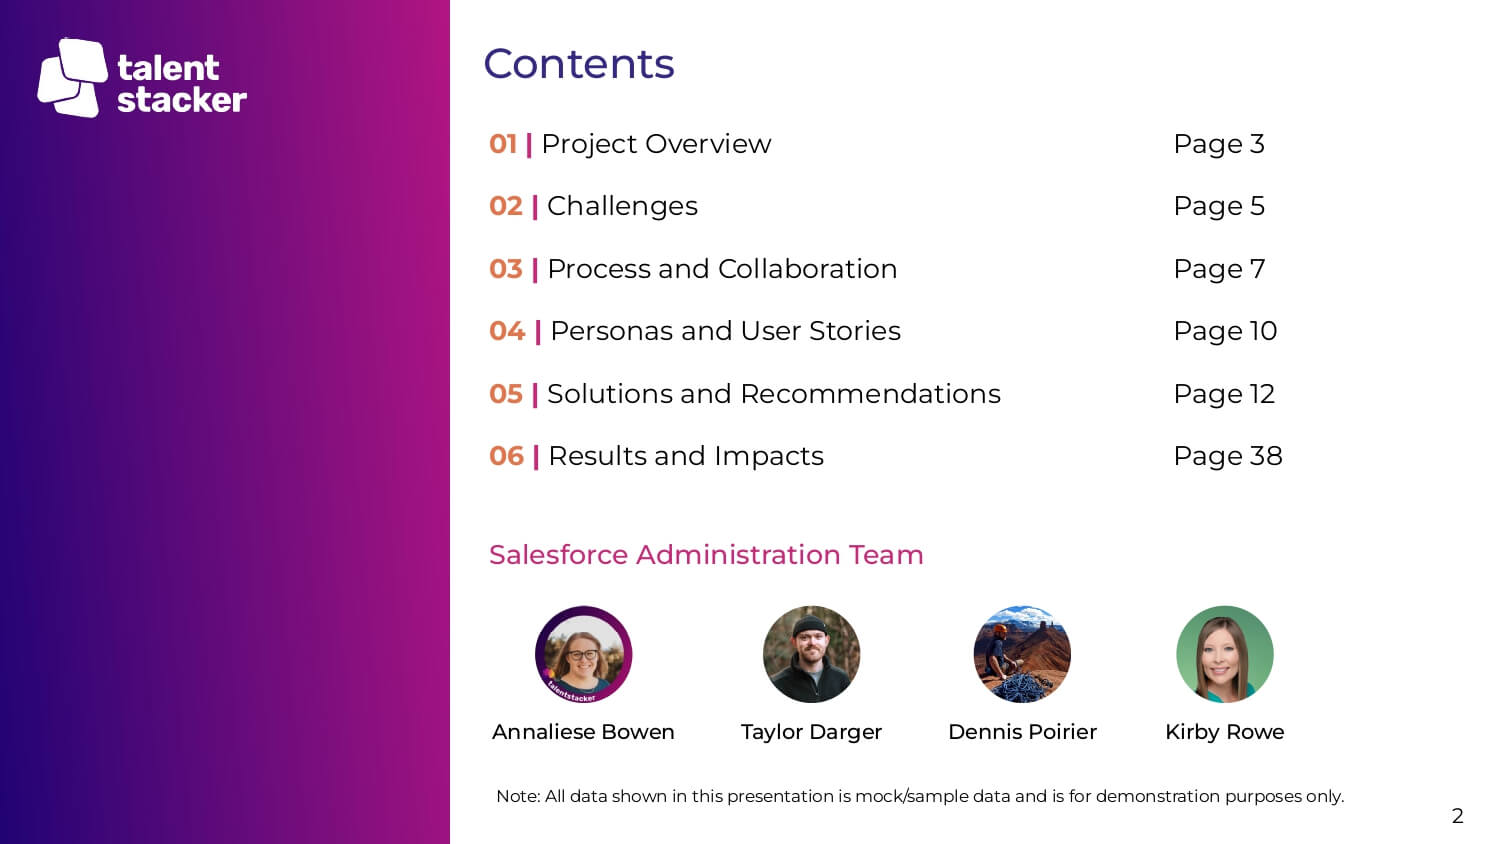 talent
stacker
Contents
01 | Project Overview Page 3
02 | Challenges Page 5
03 | Process and Collaboration Page 7
04 | Personas and User Stories Page 10
05 | Solutions and Recommendations Page 12
06 | Results and Impacts Page 38
Salesforce Administration Team
talentstacker
Annaliese Bowen Taylor Darger Dennis Poirier Kirby Rowe
Note: All data shown in this presentation is mock/sample data and is for demonstration purposes only.
2